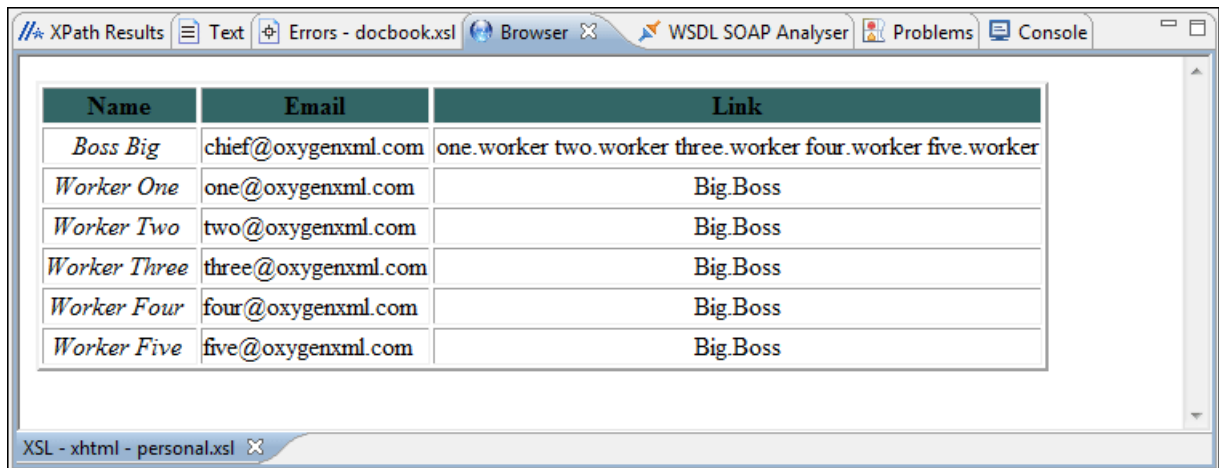 XPath Results Text Errors - docbook.xsl Browser WSDL SOAP Analyser Problems Console
Name Email Link
Boss Big chief@oxygenxml.com one.worker two.worker three.worker four.worker five.worker
Worker One one@oxygenxml.com Big.Boss
Worker Two two@oxygenxml.com Big.Boss
Worker Three three@oxygenxml.com Big.Boss
Worker Four four@oxygenxml.com Big.Boss
Worker Five five@oxygenxml.com Big.Boss
XSL - xhtml - personal.xsl